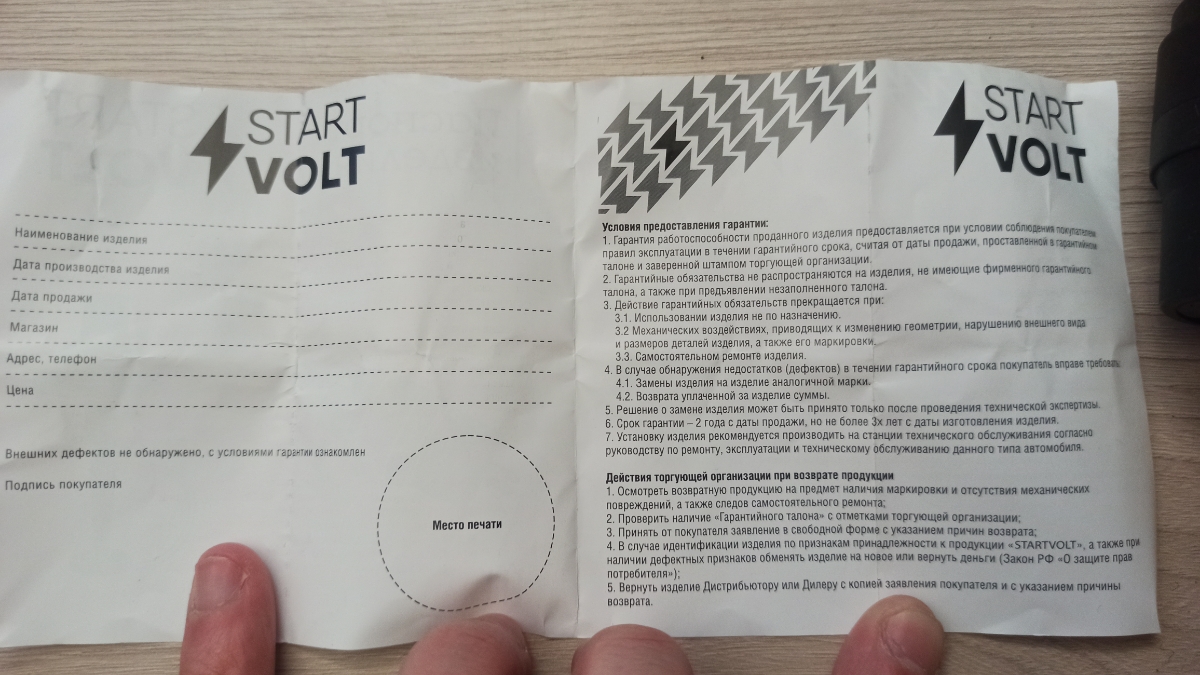 START
VOLT
Наименование изделия
Дата производства изделия
Дата продажи
Магазин
Адрес, телефон
Цена
Внешних дефектов не обнаружено, с условиями гарантии ознакомлен
Подпись покупателя
Место печати
START
VOLT
Условия предоставления гарантии:
1. Гарантия работоспособности проданного изделия предоставляется при условии соблюдения покупателем
правил эксплуатации в течении гарантийного срока, считая от даты продажи, проставленной в гарантийном
талоне и заверенной штампом торгующей организации.
2. Гарантийные обязательства не распространяются на изделия, не имеющие фирменного гарантийного
талона, а также при предъявлении незаполненного талона.
3. Действие гарантийных обязательств прекращается при:
3.1. Использовании изделия не по назначению.
3.2 Механических воздействиях, приводящих к изменению геометрии, нарушению внешнего вида
и размеров деталей изделия, а также его маркировки.
3.3. Самостоятельном ремонте изделия.
4. В случае обнаружения недостатков (дефектов) в течении гарантийного срока покупатель вправе требовать:
4.1. Замены изделия на изделие аналогичной марки.
4.2. Возврата уплаченной за изделие суммы.
5. Решение о замене изделия может быть принято только после проведения технической экспертизы.
6. Срок гарантии – 2 года с даты продажи, но не более 3х лет с даты изготовления изделия.
7. Установку изделия рекомендуется производить на станции технического обслуживания согласно
руководству по ремонту, эксплуатации и техническому обслуживанию данного типа автомобиля.
Действия торгующей организации при возврате продукции
1. Осмотреть возвратную продукцию на предмет наличия маркировки и отсутствия механических
повреждений, а также следов самостоятельного ремонта;
2. Проверить наличие «Гарантийного талона» с отметками торгующей организации;
3. Принять от покупателя заявление в свободной форме с указанием причин возврата;
4. В случае идентификации изделия по признакам принадлежности к продукции «STARTVOLT», а также при
наличии дефектных признаков обменять изделие на новое или вернуть деньги (Закон РФ «О защите прав
потребителя»);
5. Вернуть изделие Дистрибьютору или Дилеру с копией заявления покупателя и с указанием причины
возврата.